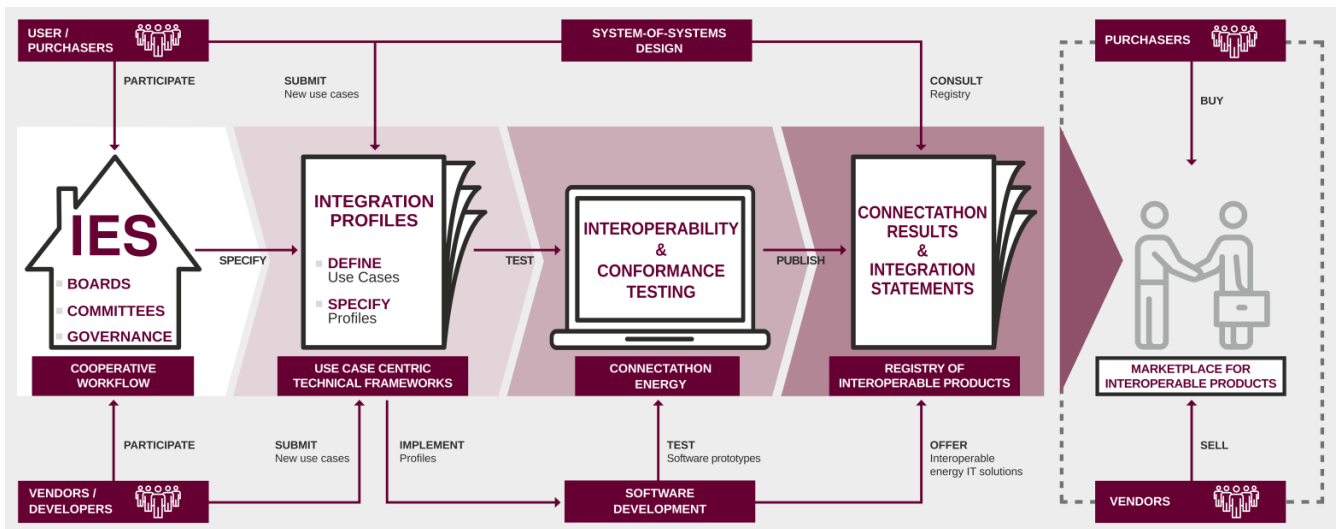 USER /
PURCHASERS
SYSTEM-OF-SYSTEMS
DESIGN
PURCHASERS
PARTICIPATE
SUBMIT
New use cases
CONSULT
Registry
BUY
IES
BOARDS
COMMITTEES
GOVERNANCE
COOPERATIVE
WORKFLOW
SPECIFY
INTEGRATION
PROFILES
DEFINE
Use Cases
SPECIFY
Profiles
USE CASE CENTRIC
TECHNICAL FRAMEWORKS
TEST
INTEROPERABILITY
&
CONFORMANCE
TESTING
CONNECTATHON
ENERGY
PUBLISH
CONNECTATHON
RESULTS
&
INTEGRATION
STATEMENTS
REGISTRY OF
INTEROPERABLE PRODUCTS
MARKETPLACE FOR
INTEROPERABLE PRODUCTS
PARTICIPATE
SUBMIT
New use cases
IMPLEMENT
Profiles
TEST
Software prototypes
OFFER
Interoperable
energy IT solutions
SELL
VENDORS /
DEVELOPERS
SOFTWARE
DEVELOPMENT
VENDORS